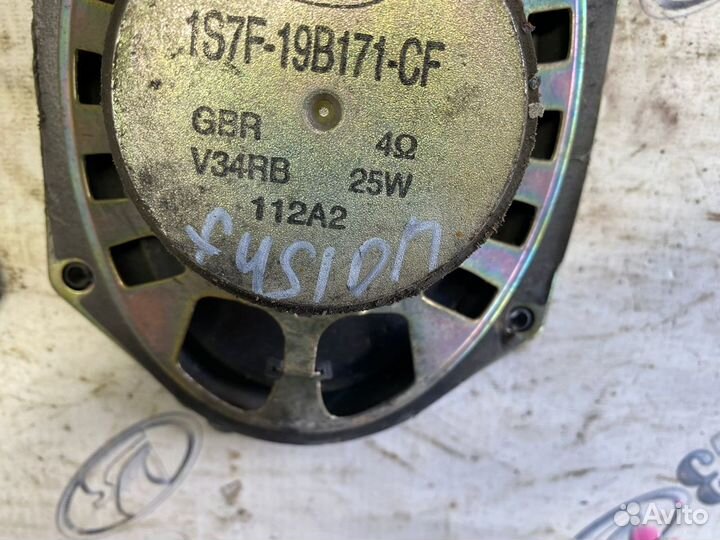 1S7F-19B171-CF
GBR 4Ω
V34RB 25W
112A2
fusion
Avito